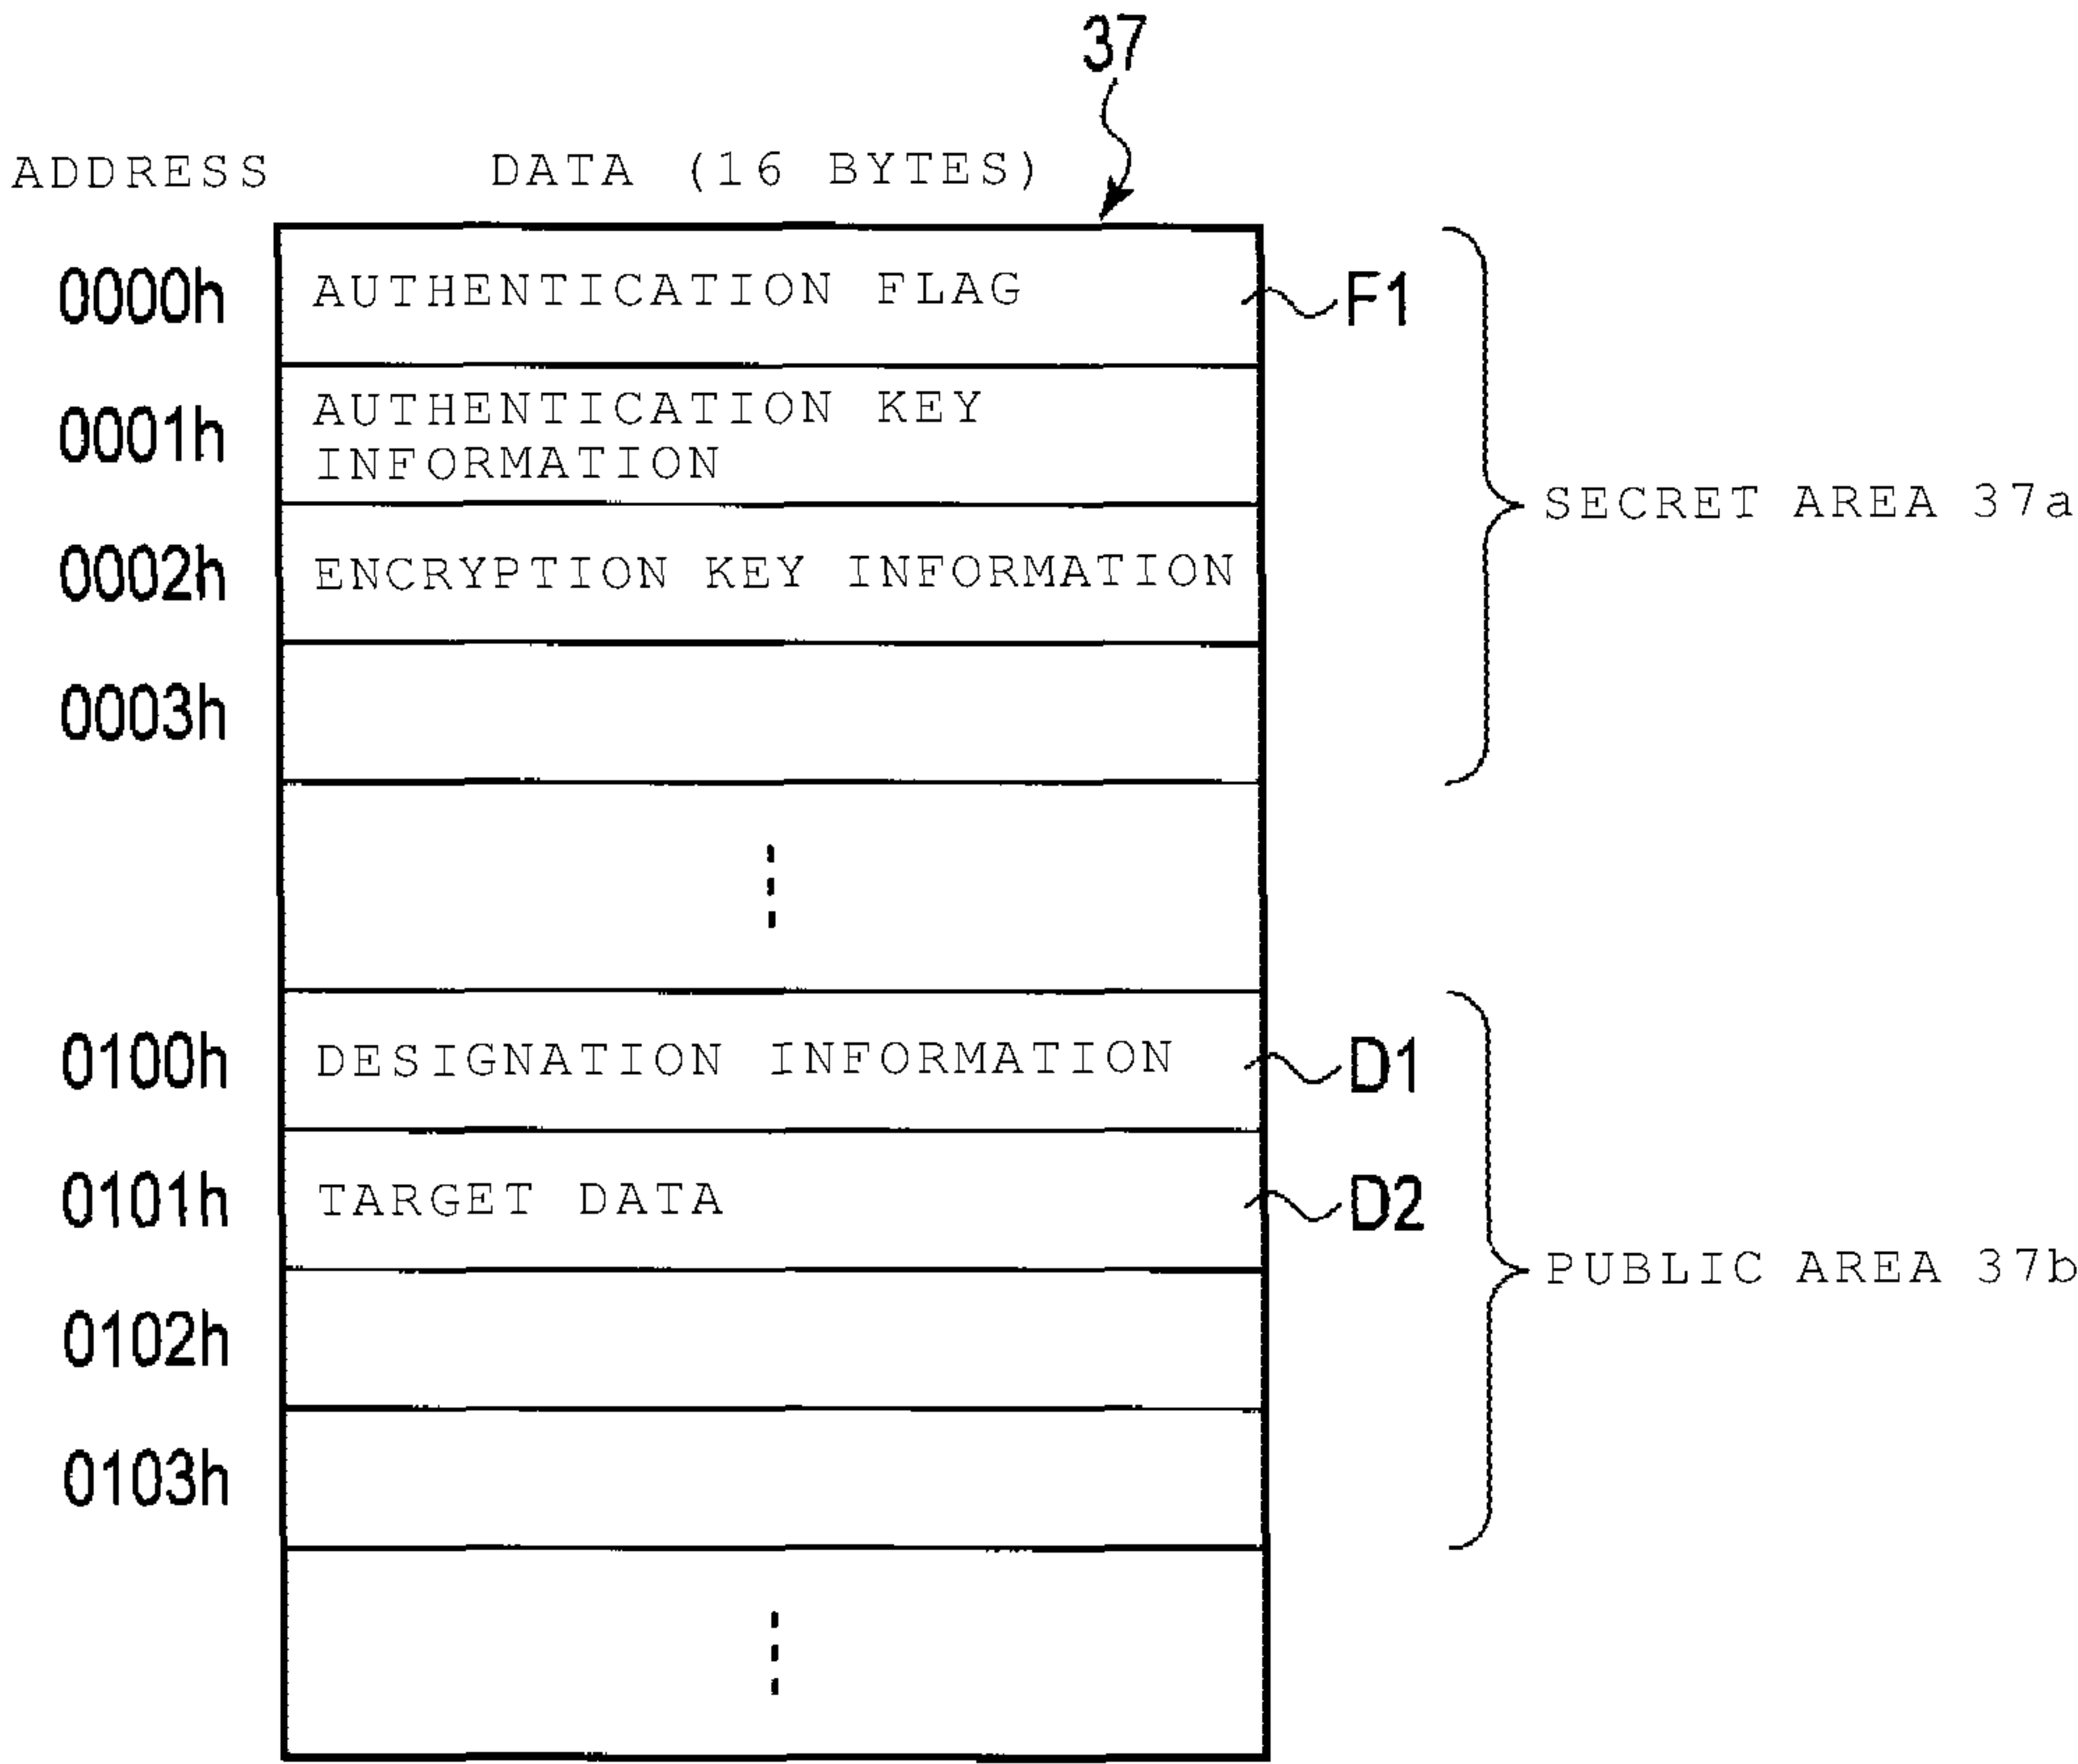 37
ADDRESS DATA (16 BYTES)
0000h AUTHENTICATION FLAG F1
0001h AUTHENTICATION KEY
INFORMATION
SECRET AREA 37a
0002h ENCRYPTION KEY INFORMATION
0003h
0100h DESIGNATION INFORMATION D1
0101h TARGET DATA D2
PUBLIC AREA 37b
0102h
0103h